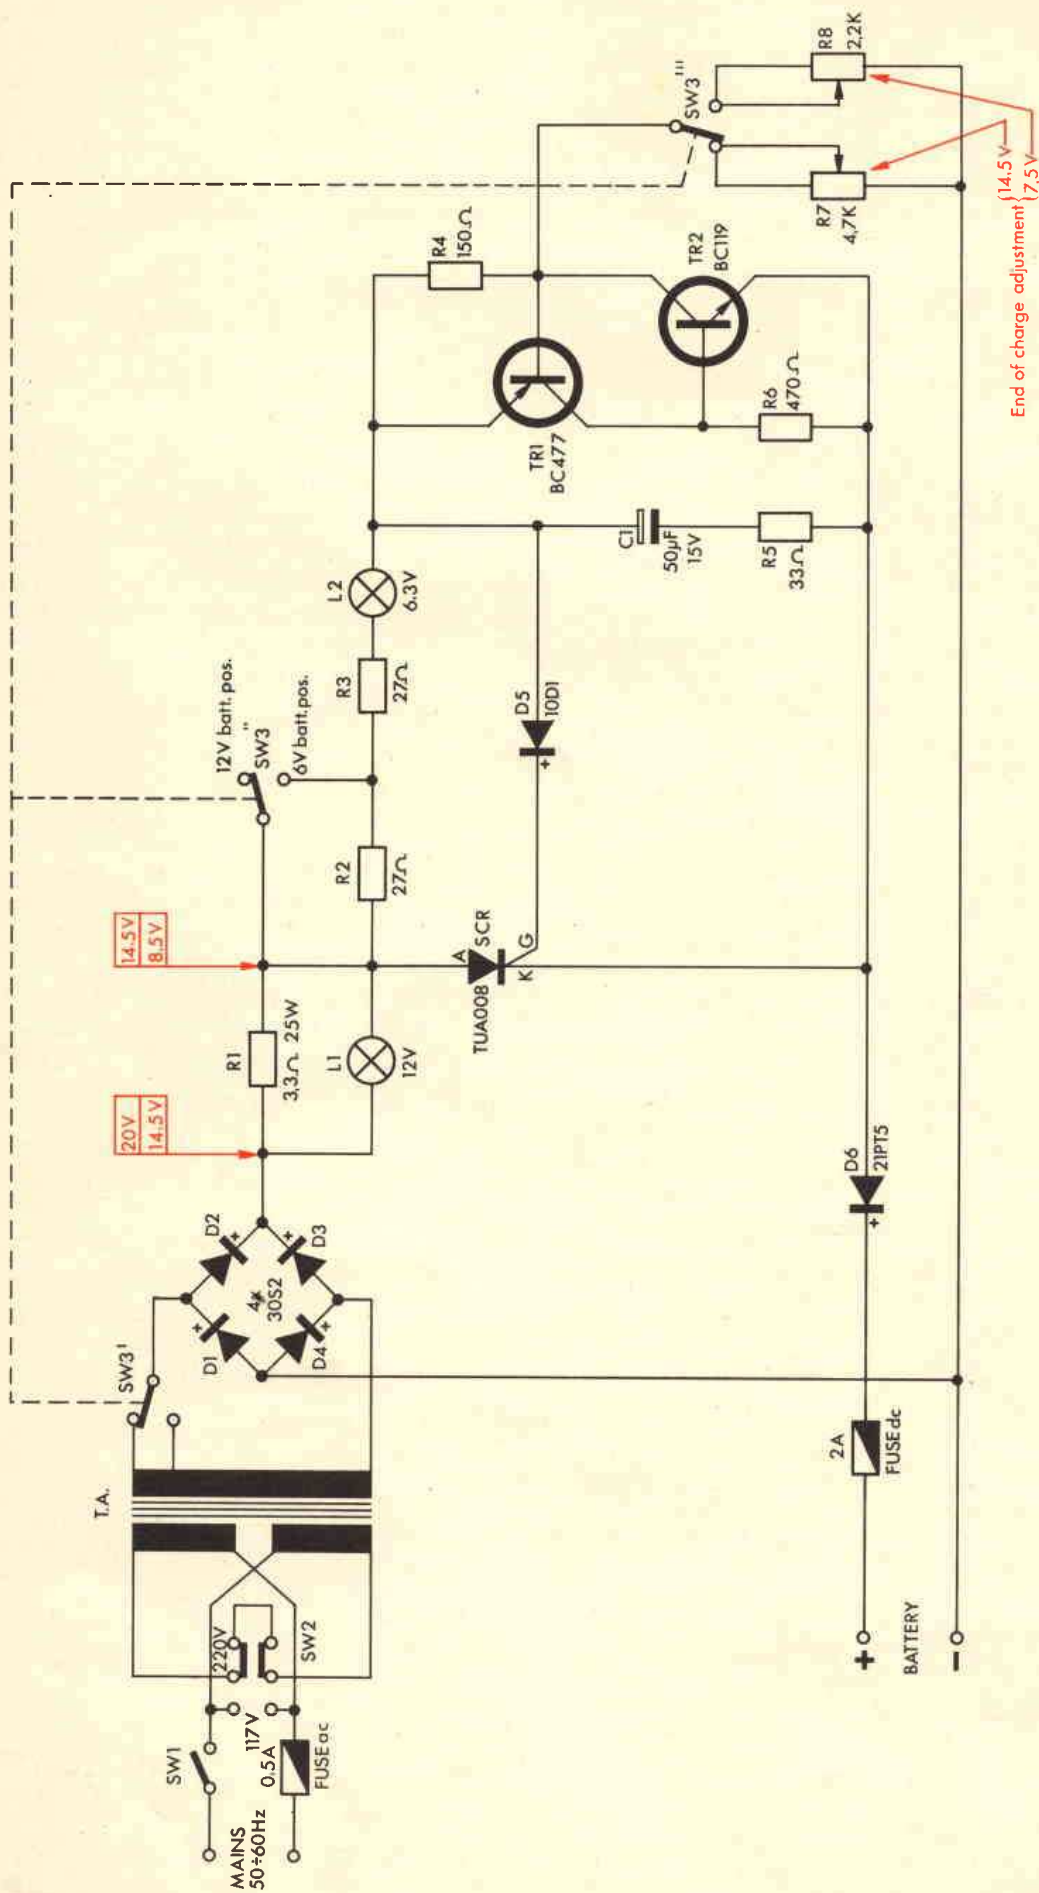 MAINS
50÷60Hz
SW1
0.5A
FUSE ac
117V
220V
SW2
T.A.
SW3'
D1
D2
D3
D4
4x
30S2
20V
14.5V
R1
3,3Ω 25W
L1
12V
14.5V
8.5V
12V batt. pos.
SW3"
6V batt. pos.
R2
27Ω
R3
27Ω
L2
6.3V
A
SCR
TUA008
K
G
D5
10D1
+
C1
50µF
15V
R5
33Ω
TR1
BC477
R4
150Ω
TR2
BC119
R6
470Ω
SW3'''
R7
4,7K
R8
2,2K
End of charge adjustment {14,5V
7,5V
D6
21PT5
+
2A
FUSE dc
+
BATTERY
-